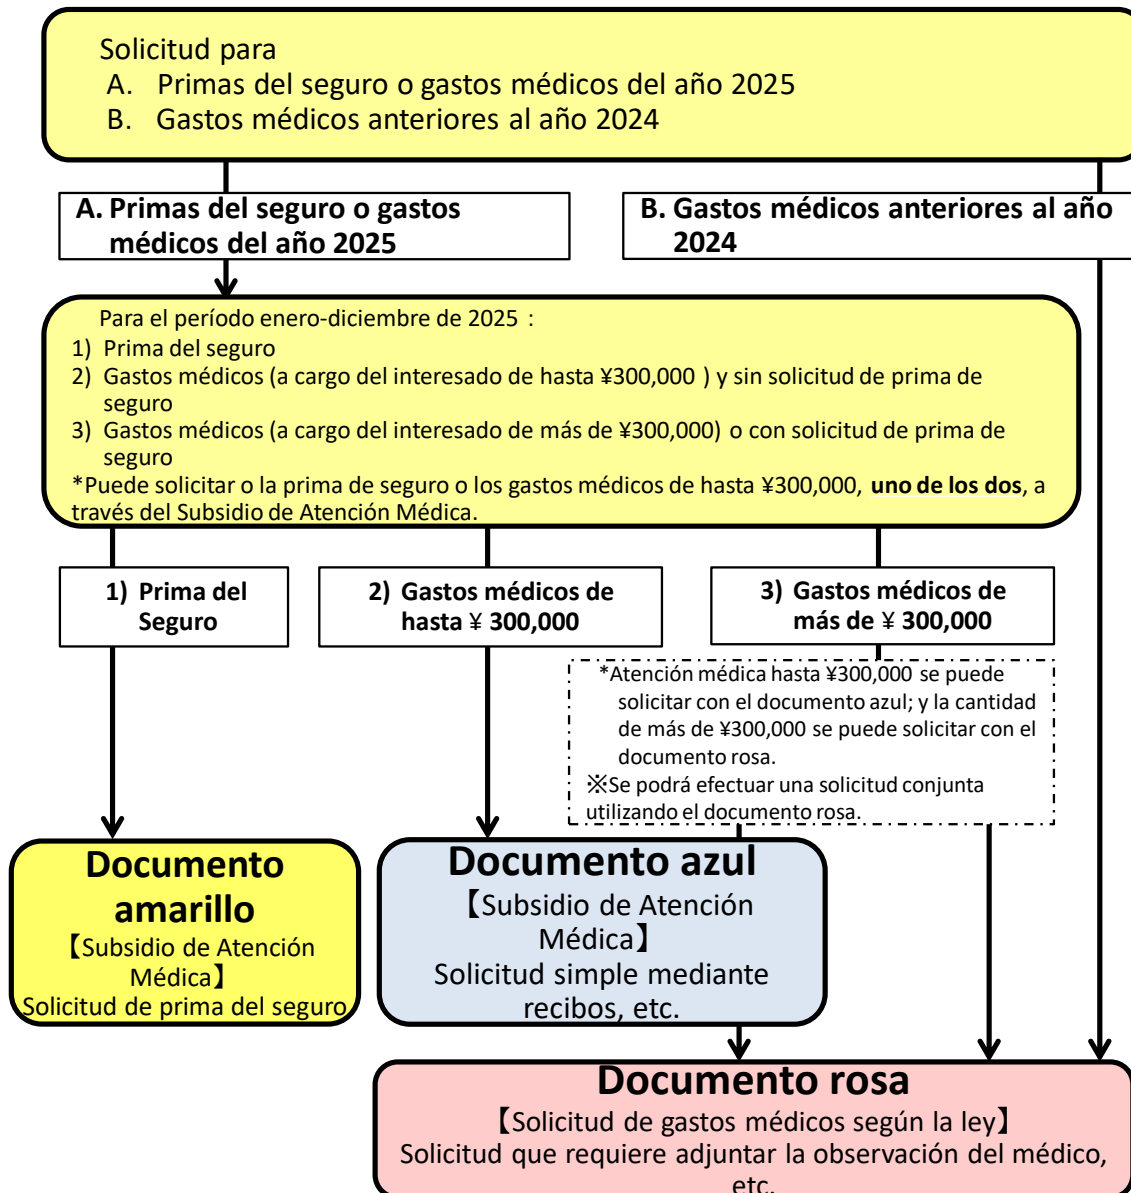 Solicitud para
A. Primas del seguro o gastos médicos del año 2025
B. Gastos médicos anteriores al año 2024
A. Primas del seguro o gastos
médicos del año 2025
B. Gastos médicos anteriores al año
2024
Para el período enero-diciembre de 2025 :
1) Prima del seguro
2) Gastos médicos (a cargo del interesado de hasta ¥300,000 ) y sin solicitud de prima de
seguro
3) Gastos médicos (a cargo del interesado de más de ¥300,000) o con solicitud de prima de
seguro
*Puede solicitar o la prima de seguro o los gastos médicos de hasta ¥300,000, uno de los dos, a
través del Subsidio de Atención Médica.
1) Prima del
Seguro
2) Gastos médicos de
hasta ¥ 300,000
3) Gastos médicos de
más de ¥ 300,000
*Atención médica hasta ¥300,000 se puede
solicitar con el documento azul; y la cantidad
de más de ¥300,000 se puede solicitar con el
documento rosa.
※Se podrá efectuar una solicitud conjunta
utilizando el documento rosa.
Documento
amarillo
【Subsidio de Atención
Médica】
Solicitud de prima del seguro
Documento azul
【Subsidio de Atención
Médica】
Solicitud simple mediante
recibos, etc.
Documento rosa
【Solicitud de gastos médicos según la ley】
Solicitud que requiere adjuntar la observación del médico,
etc.